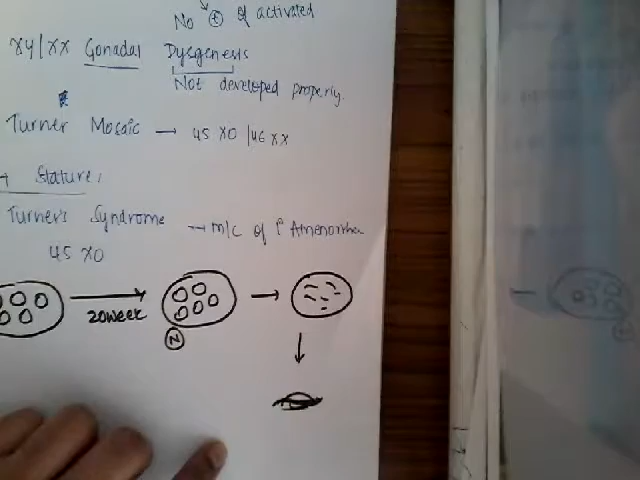 No ⊕ of activated
XY/XX Gonadal Dysgenesis
Not developed properly.
Turner Mosaic → 45 XO/46 XX
Stature:
Turner's Syndrome → m/c of 1° Amenorrhea
45 XO
20 week
N